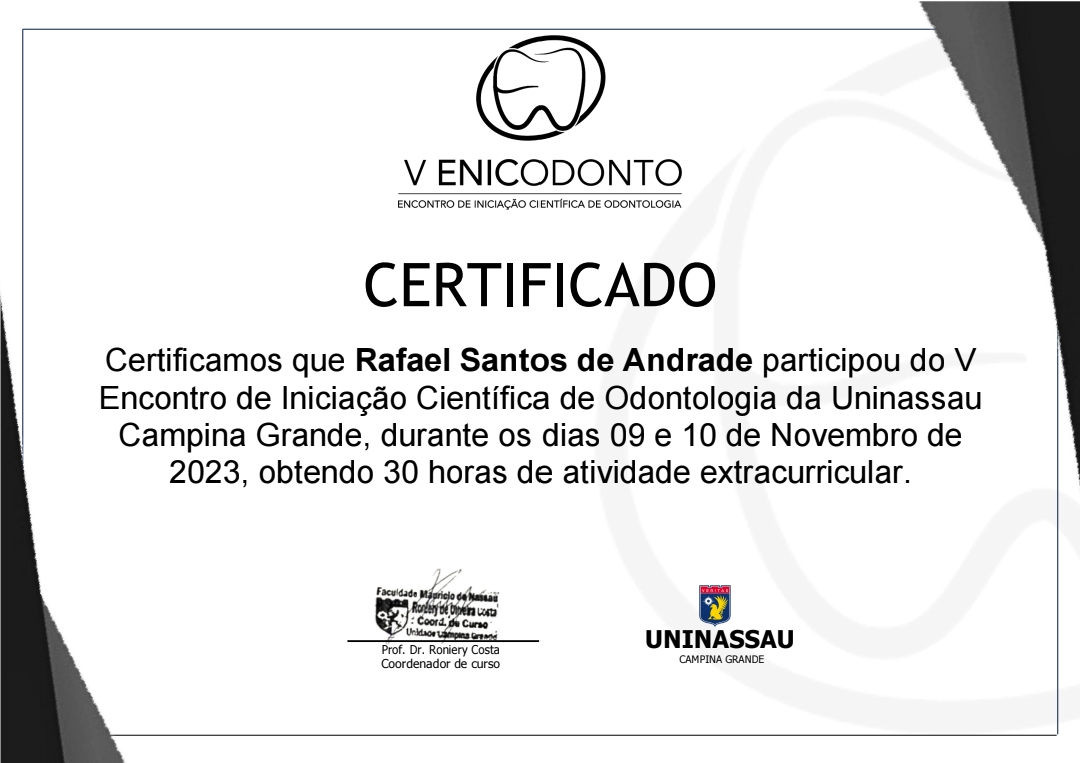 V ENICODONTO
ENCONTRO DE INICIAÇÃO CIENTÍFICA DE ODONTOLOGIA
CERTIFICADO
Certificamos que Rafael Santos de Andrade participou do V
Encontro de Iniciação Científica de Odontologia da Uninassau
Campina Grande, durante os dias 09 e 10 de Novembro de
2023, obtendo 30 horas de atividade extracurricular.
Faculdade Maurício de Nassau
Roniery de Oliveira Costa
Coord. de Curso
Unidade Campina Grande
Prof. Dr. Roniery Costa
Coordenador de curso
VERITAS
UNINASSAU
CAMPINA GRANDE